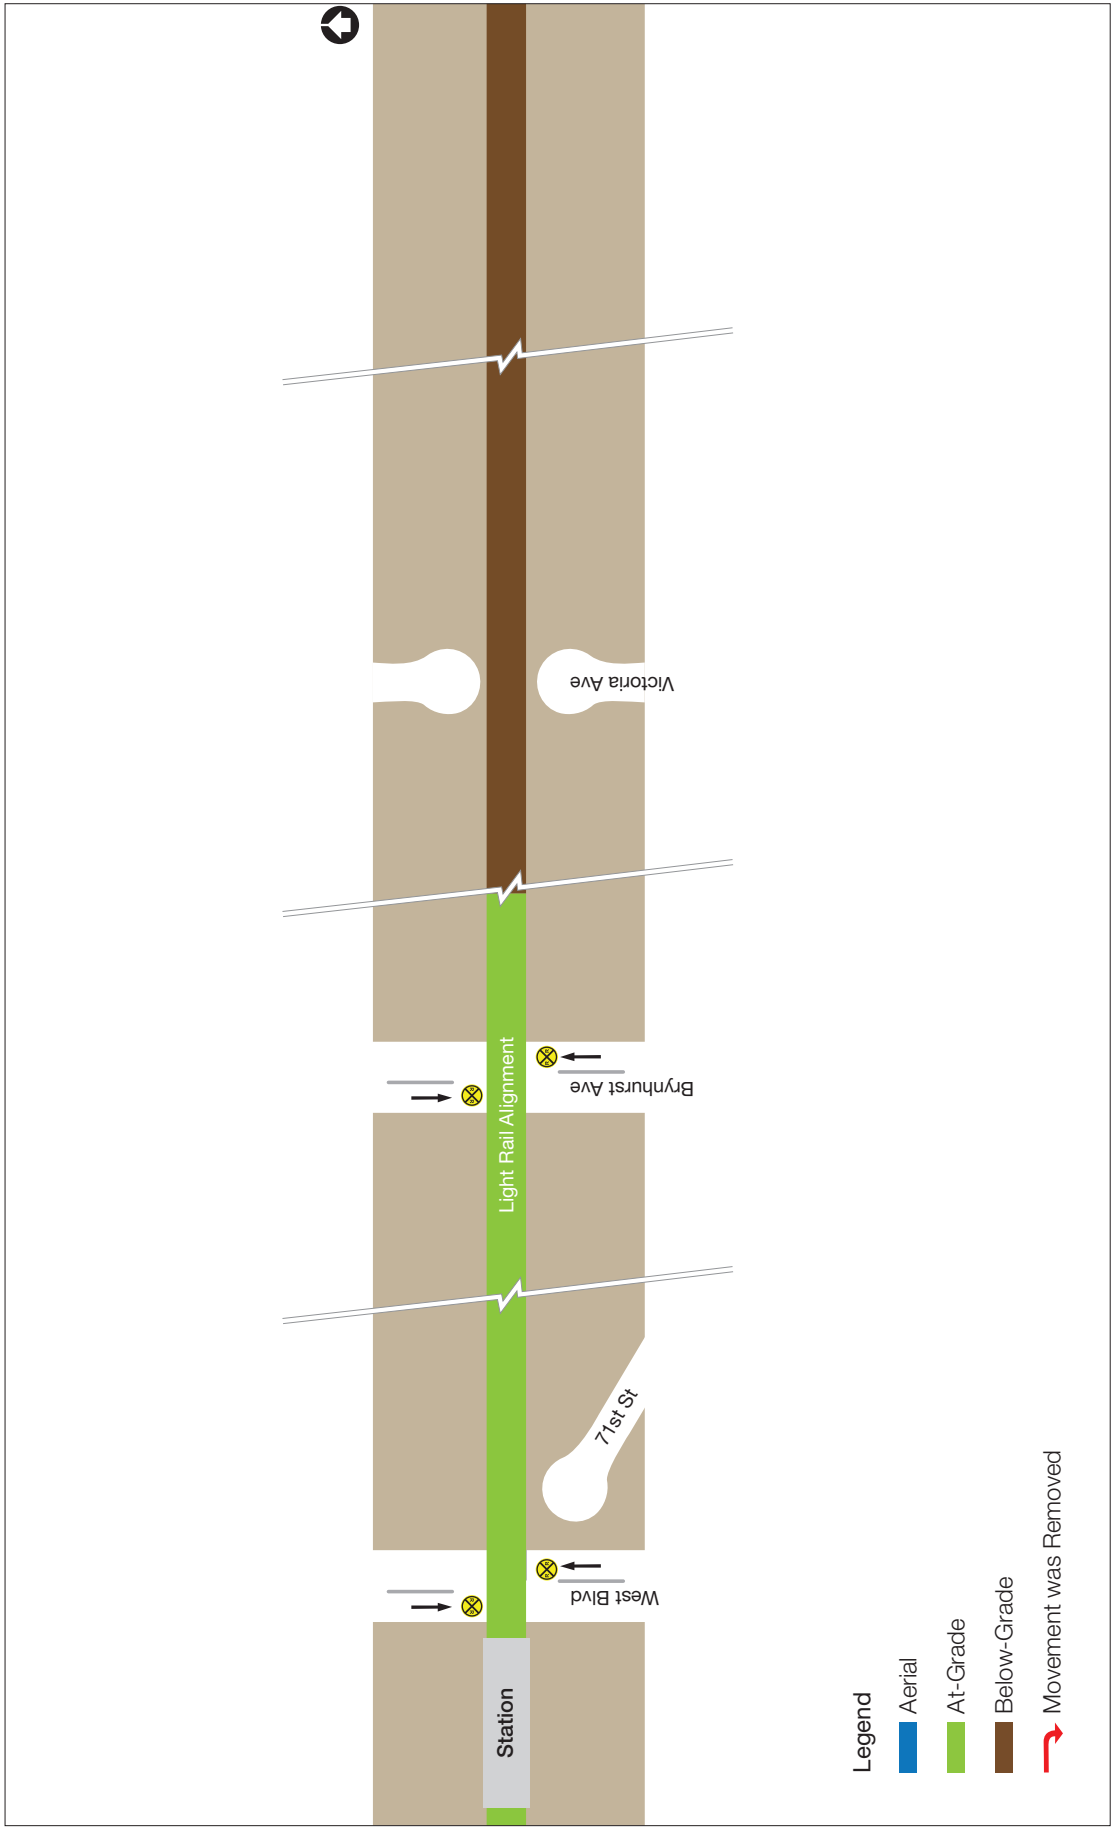 Victoria Ave
Light Rail Alignment
Brynhurst Ave
71st St
West Blvd
Station
Legend
Aerial
At-Grade
Below-Grade
Movement was Removed